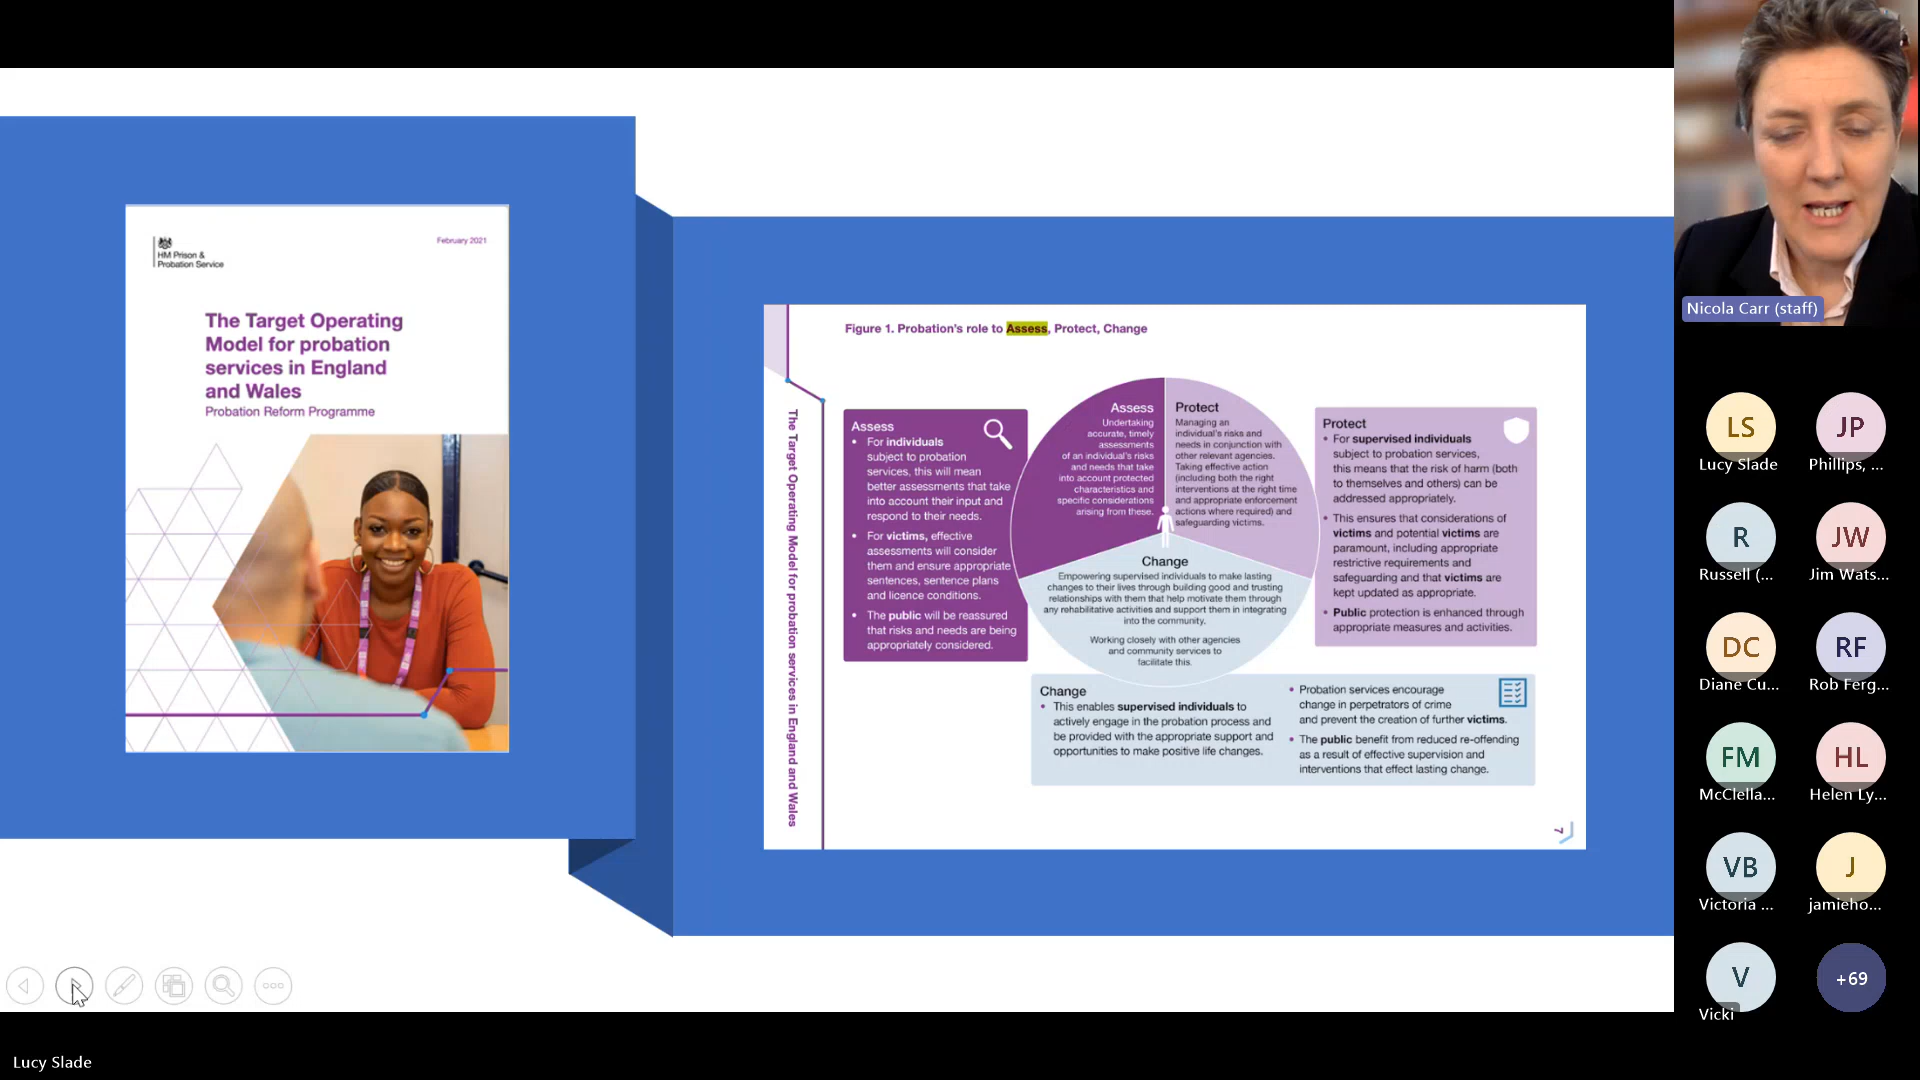 February 2021
HM Prison &
Probation Service
The Target Operating
Model for probation
services in England
and Wales
Probation Reform Programme
The Target Operating Model for probation services in England and Wales
Figure 1. Probation's role to Assess, Protect, Change
Assess
• For individuals
subject to probation
services, this will mean
better assessments that take
into account their input and
respond to their needs.
• For victims, effective
assessments will consider
them and ensure appropriate
sentences, sentence plans
and licence conditions.
• The public will be reassured
that risks and needs are being
appropriately considered.
Assess
Undertaking
accurate, timely
assessments
of an individual's risks
and needs that take
into account protected
characteristics and
specific considerations
arising from these.
Protect
Managing an
individual's risks and
needs in conjunction with
other relevant agencies.
Taking effective action
(including both the right
interventions at the right time
and appropriate enforcement
actions where required) and
safeguarding victims.
Change
Empowering supervised individuals to make lasting
changes to their lives through building good and trusting
relationships with them that help motivate them through
any rehabilitative activities and support them in integrating
into the community.
Working closely with other agencies
and community services to
facilitate this.
Protect
• For supervised individuals
subject to probation services,
this means that the risk of harm (both
to themselves and others) can be
addressed appropriately.
• This ensures that considerations of
victims and potential victims are
paramount, including appropriate
restrictive requirements and
safeguarding and that victims are
kept updated as appropriate.
• Public protection is enhanced through
appropriate measures and activities.
Change
• This enables supervised individuals to
actively engage in the probation process and
be provided with the appropriate support and
opportunities to make positive life changes.
• Probation services encourage
change in perpetrators of crime
and prevent the creation of further victims.
• The public benefit from reduced re-offending
as a result of effective supervision and
interventions that effect lasting change.
7
Nicola Carr (staff)
LS
Lucy Slade
JP
Phillips, ...
R
Russell (...
JW
Jim Wats...
DC
Diane Cu...
RF
Rob Ferg...
FM
McClella...
HL
Helen Ly...
VB
Victoria ...
J
jamieho...
V
Vicki
+69
Lucy Slade